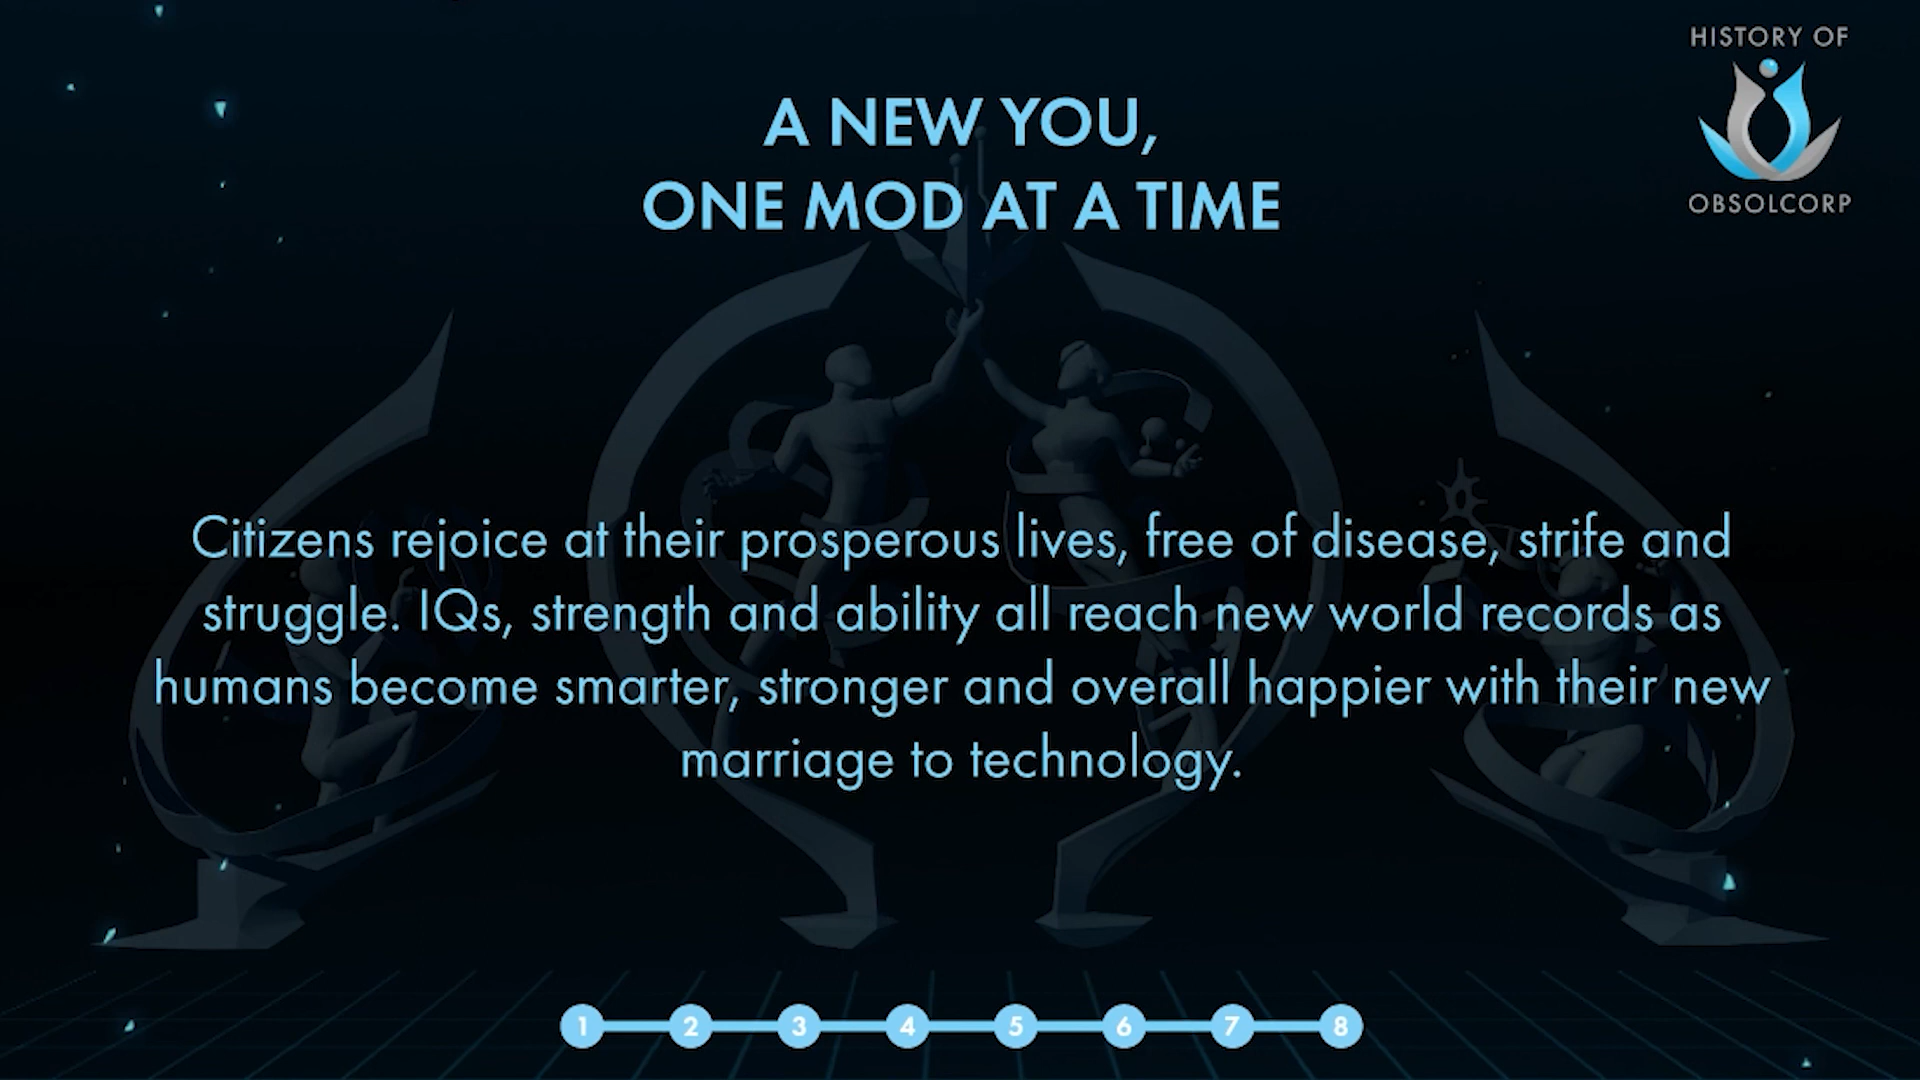 HISTORY OF
OBSOLCORP
A NEW YOU,
ONE MOD AT A TIME
Citizens rejoice at their prosperous lives, free of disease, strife and
struggle. IQs, strength and ability all reach new world records as
humans become smarter, stronger and overall happier with their new
marriage to technology.
1 2 3 4 5 6 7 8